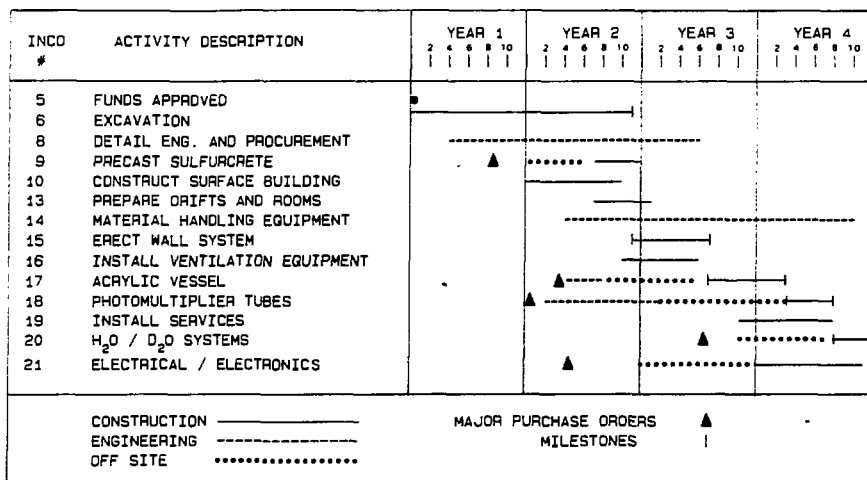 INCO ACTIVITY DESCRIPTION YEAR 1 YEAR 2 YEAR 3 YEAR 4
# 2 4 6 8 10 2 4 6 8 10 2 4 6 8 10 2 4 6 8 10
5 FUNDS APPROVED
6 EXCAVATION
8 DETAIL ENG. AND PROCUREMENT
9 PRECAST SULFURCRETE
10 CONSTRUCT SURFACE BUILDING
13 PREPARE DRIFTS AND ROOMS
14 MATERIAL HANDLING EQUIPMENT
15 ERECT WALL SYSTEM
16 INSTALL VENTILATION EQUIPMENT
17 ACRYLIC VESSEL
18 PHOTOMULTIPLIER TUBES
19 INSTALL SERVICES
20 H2O / D2O SYSTEMS
21 ELECTRICAL / ELECTRONICS
CONSTRUCTION MAJOR PURCHASE ORDERS
ENGINEERING MILESTONES
OFF SITE